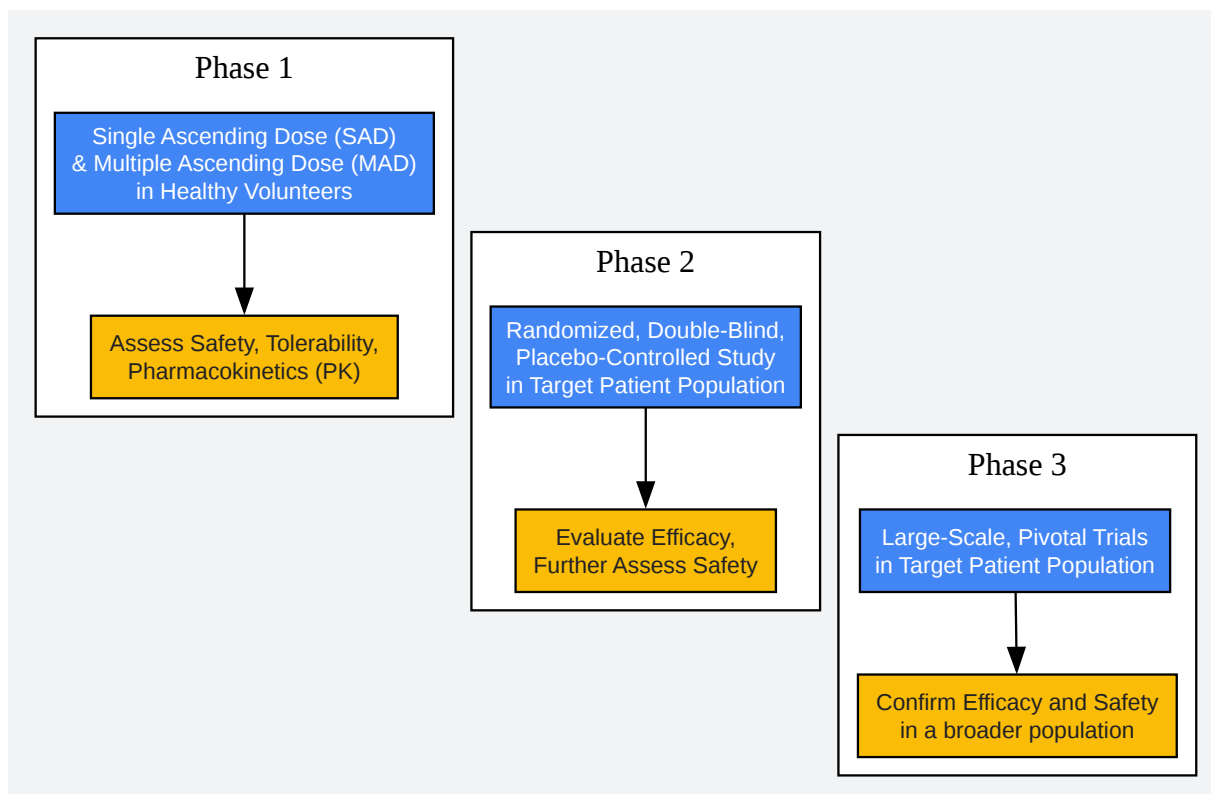 Phase 1
Single Ascending Dose (SAD)
& Multiple Ascending Dose (MAD)
in Healthy Volunteers
Assess Safety, Tolerability,
Pharmacokinetics (PK)
Phase 2
Randomized, Double-Blind,
Placebo-Controlled Study
in Target Patient Population
Evaluate Efficacy,
Further Assess Safety
Phase 3
Large-Scale, Pivotal Trials
in Target Patient Population
Confirm Efficacy and Safety
in a broader population